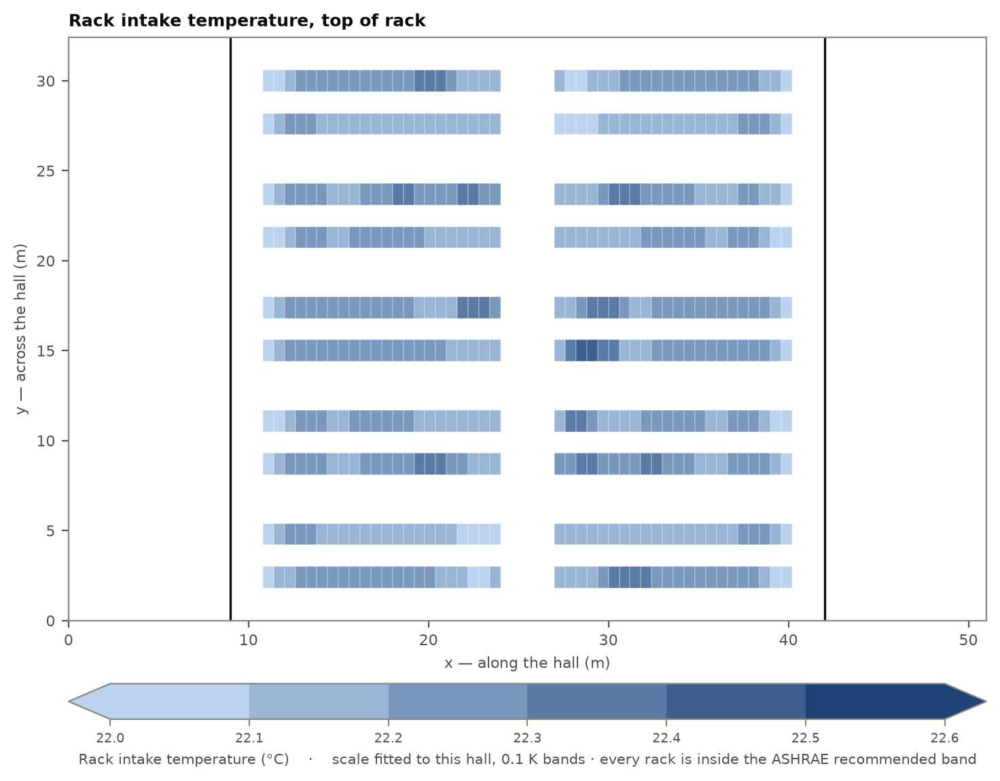 Rack intake temperature, top of rack
30
25
20
15
10
5
0
y — across the hall (m)
0 10 20 30 40 50
x — along the hall (m)
22.0 22.1 22.2 22.3 22.4 22.5 22.6
Rack intake temperature (°C) · scale fitted to this hall, 0.1 K bands · every rack is inside the ASHRAE recommended band